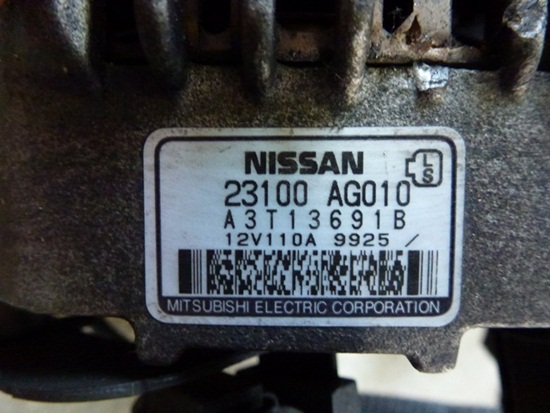 NISSAN
L
S
23100 AG010
A3T13691B
12V110A 9925 /
MITSUBISHI ELECTRIC CORPORATION